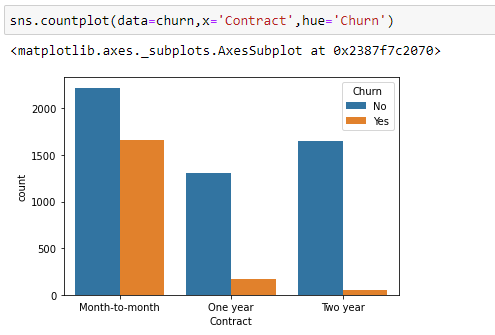 sns.countplot(data=churn,x='Contract',hue='Churn')
<matplotlib.axes._subplots.AxesSubplot at 0x2387f7c2070>
Churn
No
Yes
2000
1500
1000
500
0
count
Month-to-month One year Two year
Contract